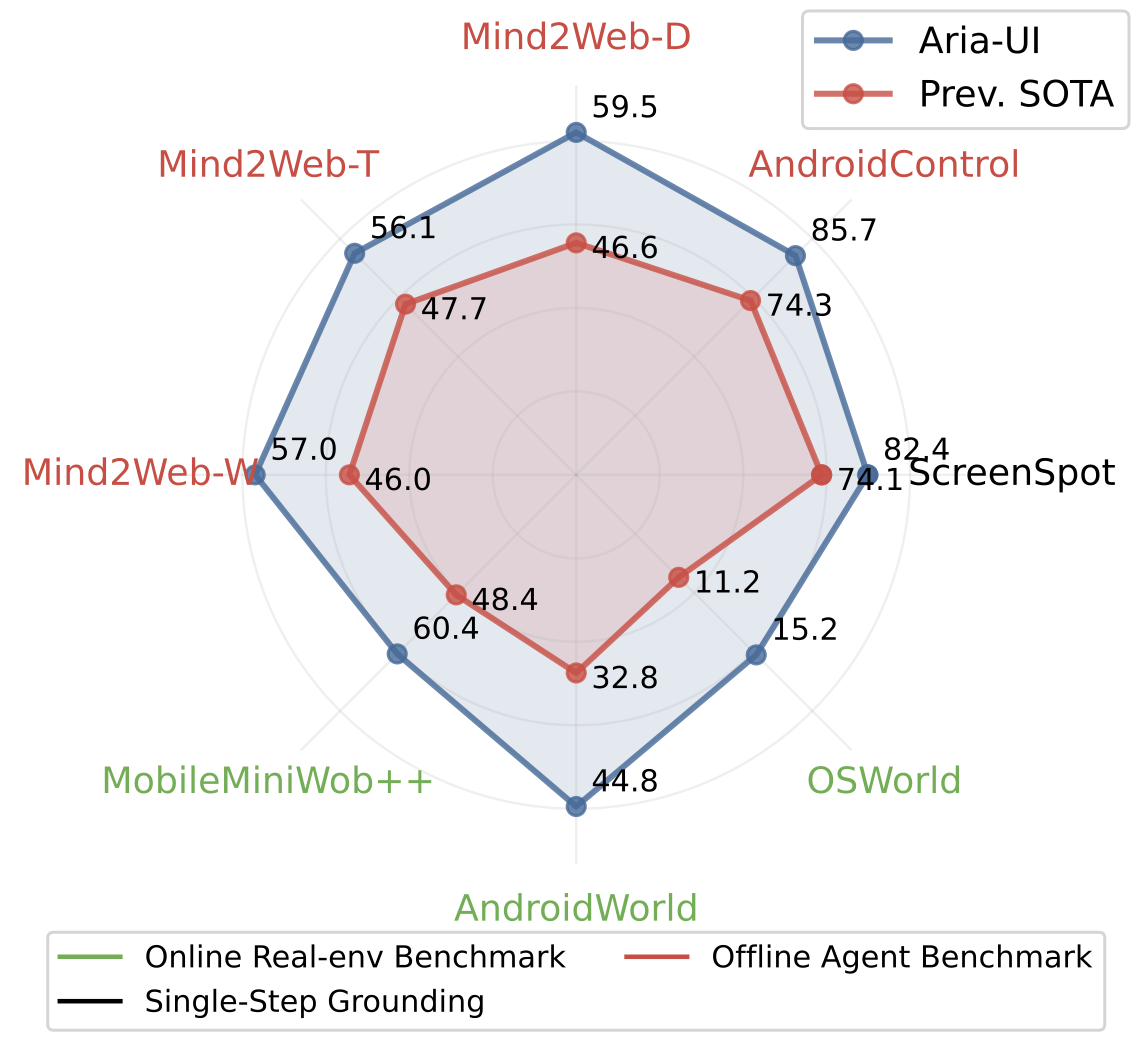 Mind2Web-D
Aria-UI
Prev. SOTA
59.5
Mind2Web-T
AndroidControl
56.1
85.7
46.6
47.7
74.3
57.0
82.4
Mind2Web-W
46.0
74.1
ScreenSpot
48.4
11.2
60.4
15.2
32.8
44.8
MobileMiniWob++
OSWorld
AndroidWorld
Online Real-env Benchmark
Offline Agent Benchmark
Single-Step Grounding